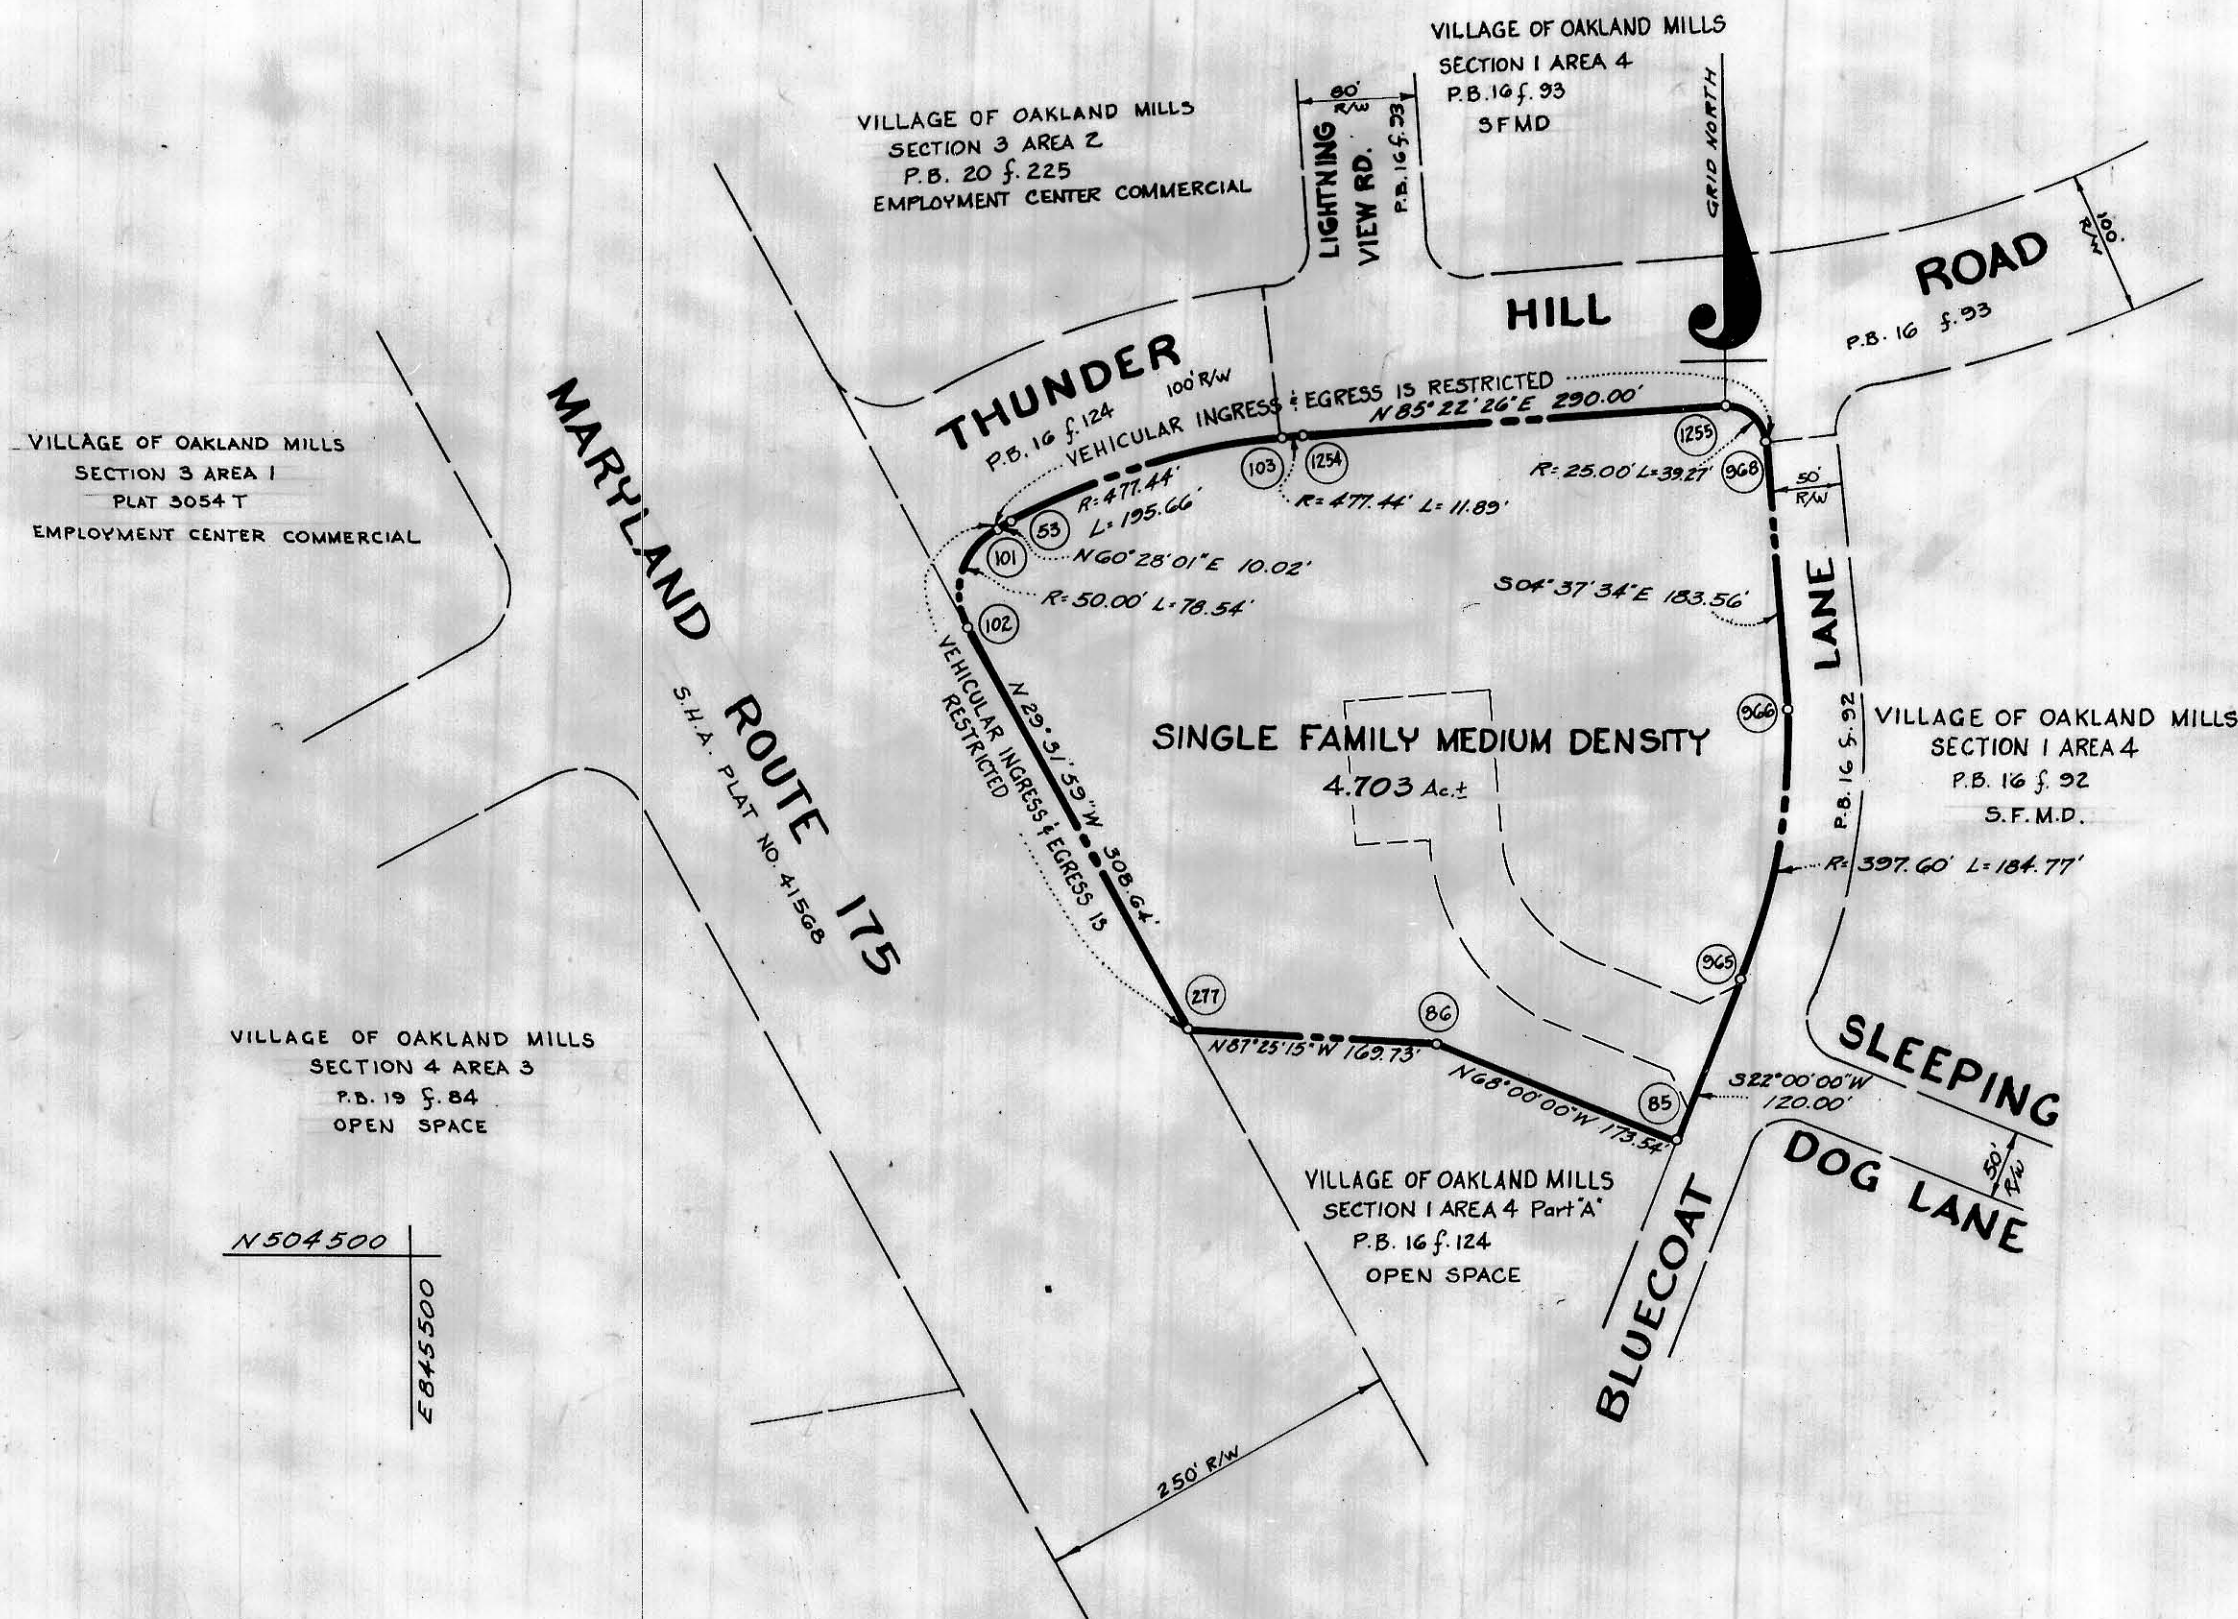 VILLAGE OF OAKLAND MILLS
SECTION 1 AREA 4
P.B. 16 f. 93
SFMD
VILLAGE OF OAKLAND MILLS
SECTION 3 AREA 2
P.B. 20 f. 225
EMPLOYMENT CENTER COMMERCIAL
60'
R/W
LIGHTNING
VIEW RD.
P.B. 16 f. 93
GRID NORTH
100'
R/W
THUNDER
HILL
ROAD
P.B. 16 f. 93
100' R/W
P.B. 16 f. 124
VEHICULAR INGRESS & EGRESS IS RESTRICTED
N 85° 22' 26" E 290.00'
VILLAGE OF OAKLAND MILLS
SECTION 3 AREA 1
PLAT 3054 T
EMPLOYMENT CENTER COMMERCIAL
MARYLAND ROUTE 175
S.H.A. PLAT NO. 41568
R= 477.44'
L= 195.66'
103
1254
1255
968
R= 25.00' L=39.27'
R= 477.44' L= 11.89'
50'
R/W
53
101
N 60° 28' 01" E 10.02'
R= 50.00' L= 78.54'
102
S 04° 37' 34" E 183.56'
VEHICULAR INGRESS & EGRESS IS
RESTRICTED
N 29° 31' 59" W 308.64'
SINGLE FAMILY MEDIUM DENSITY
4.703 Ac.±
966
LANE
P.B. 16 f. 92
VILLAGE OF OAKLAND MILLS
SECTION 1 AREA 4
P.B. 16 f. 92
S.F.M.D.
R= 397.60' L= 184.77'
965
277
86
N 87° 25' 15" W 169.73'
N 68° 00' 00" W 173.54'
85
S 22° 00' 00" W
120.00'
SLEEPING
DOG LANE
50'
R/W
VILLAGE OF OAKLAND MILLS
SECTION 4 AREA 3
P.B. 19 f. 84
OPEN SPACE
VILLAGE OF OAKLAND MILLS
SECTION 1 AREA 4 Part "A"
P.B. 16 f. 124
OPEN SPACE
BLUECOAT
N 504500
E 845500
250' R/W